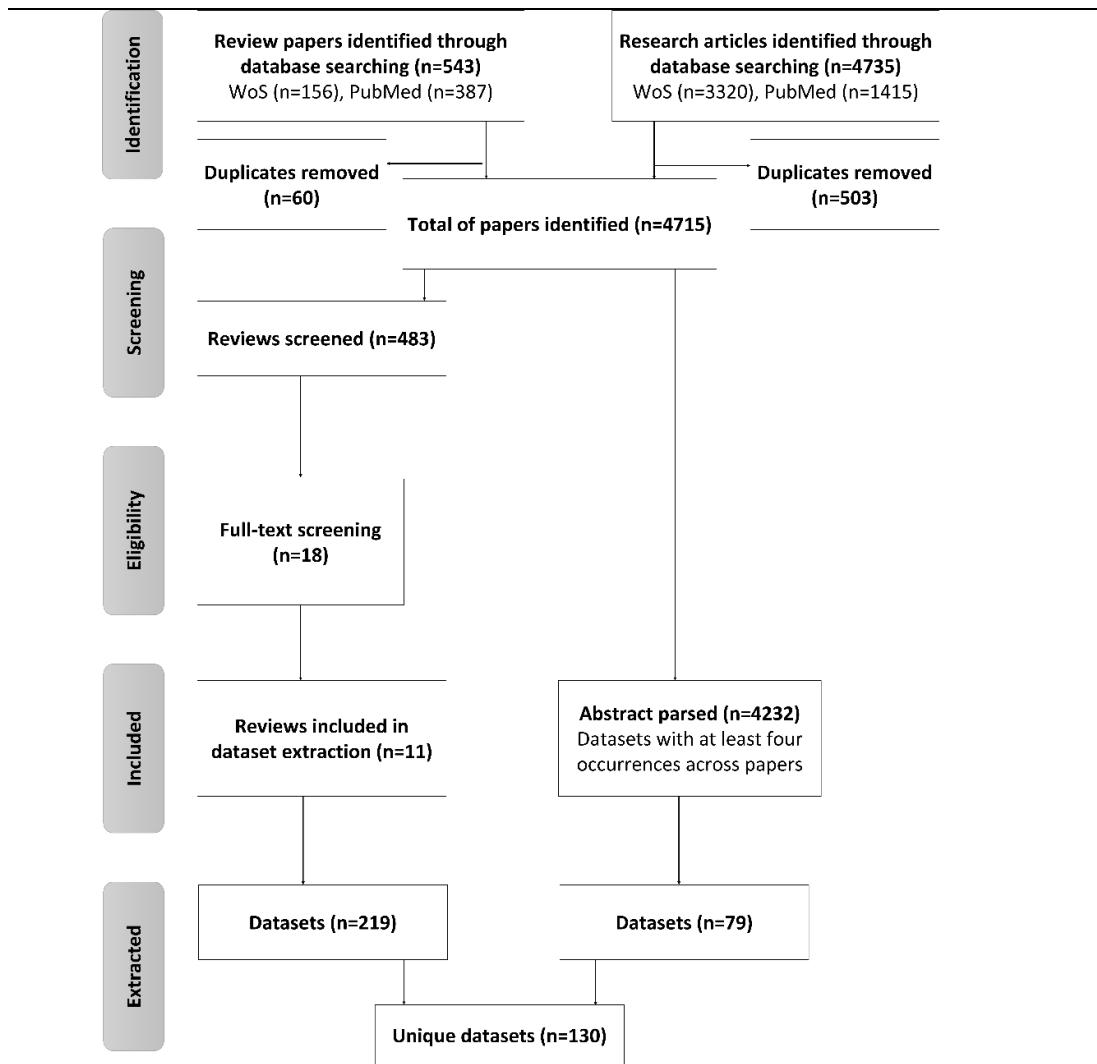 Identification
Review papers identified through
database searching (n=543)
WoS (n=156), PubMed (n=387)
Research articles identified through
database searching (n=4735)
WoS (n=3320), PubMed (n=1415)
Duplicates removed
(n=60)
Duplicates removed
(n=503)
Total of papers identified (n=4715)
Screening
Reviews screened (n=483)
Eligibility
Full-text screening
(n=18)
Included
Reviews included in
dataset extraction (n=11)
Abstract parsed (n=4232)
Datasets with at least four
occurrences across papers
Extracted
Datasets (n=219)
Datasets (n=79)
Unique datasets (n=130)